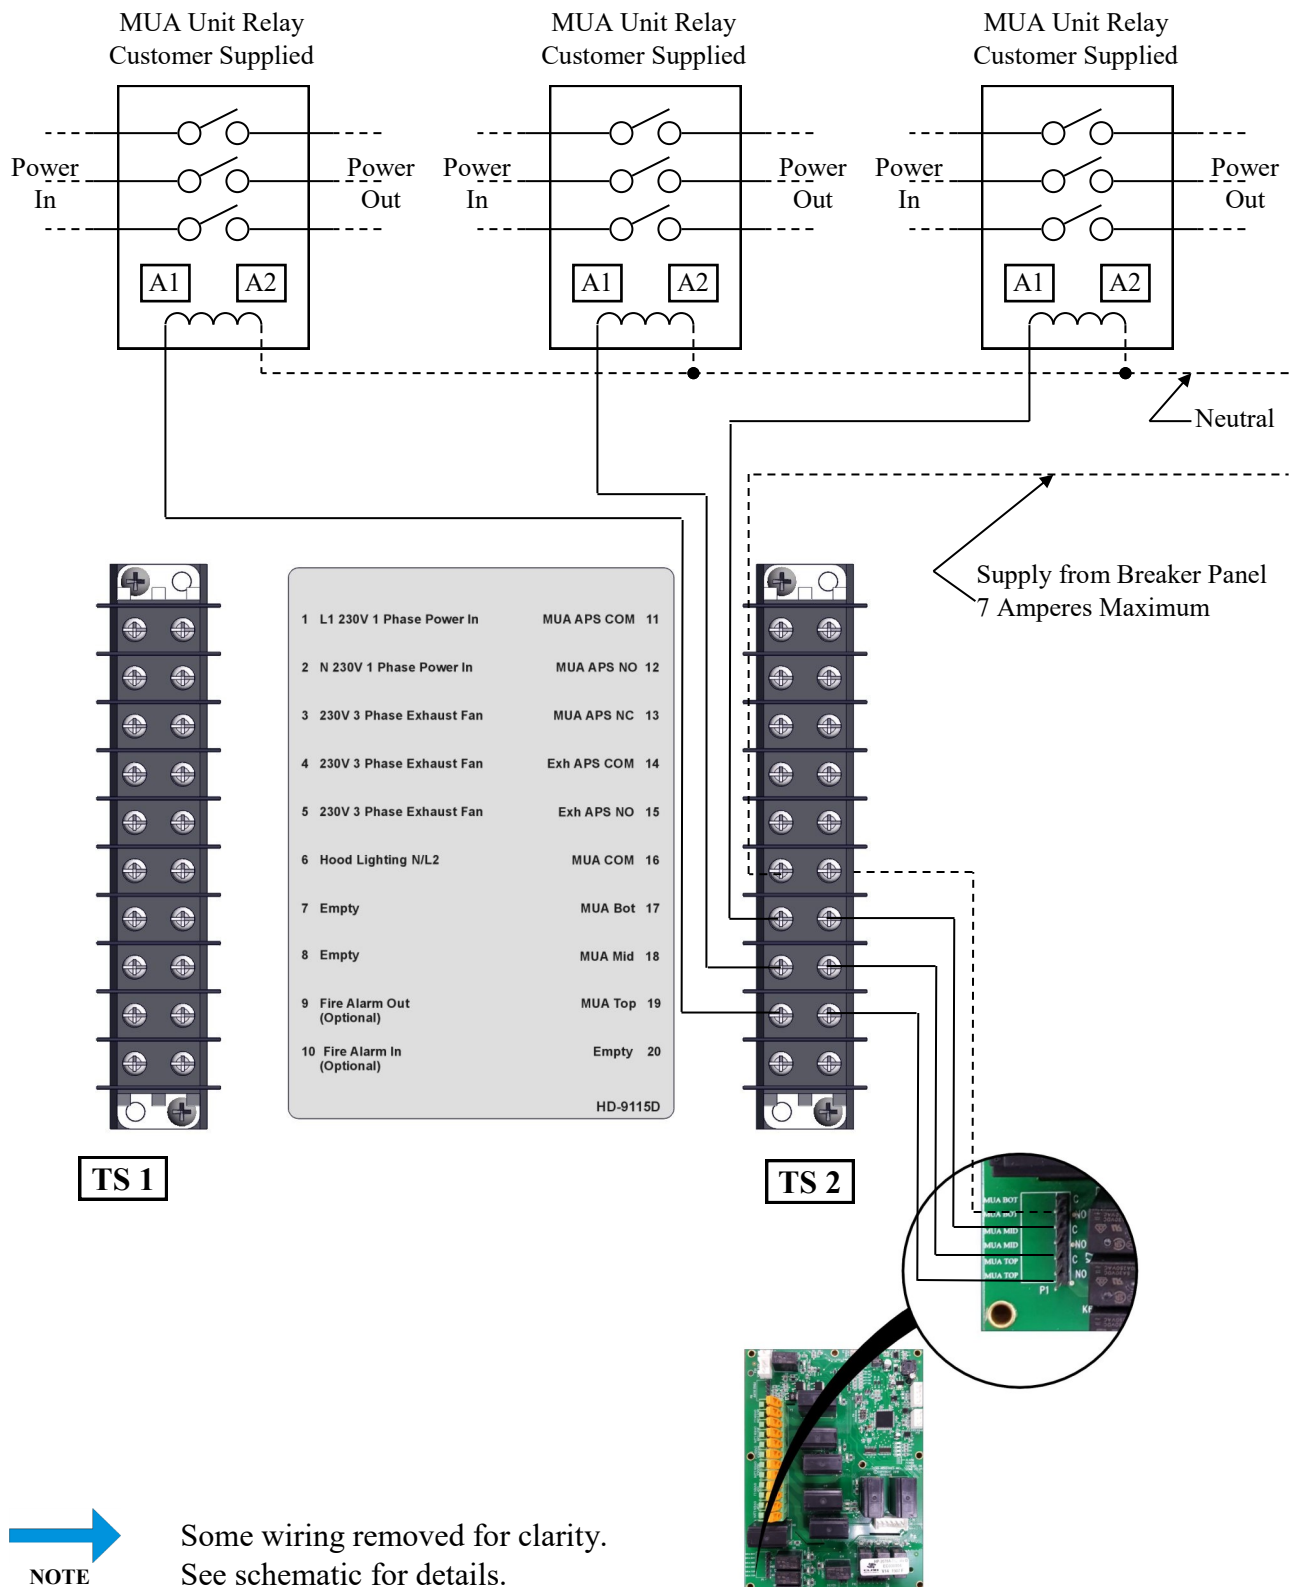 MUA Unit Relay
Customer Supplied
MUA Unit Relay
Customer Supplied
MUA Unit Relay
Customer Supplied
Power
In
Power
Out
Power
In
Power
Out
Power
In
Power
Out
A1
A2
A1
A2
A1
A2
Neutral
Supply from Breaker Panel
7 Amperes Maximum
1 L1 230V 1 Phase Power In
2 N 230V 1 Phase Power In
3 230V 3 Phase Exhaust Fan
4 230V 3 Phase Exhaust Fan
5 230V 3 Phase Exhaust Fan
6 Hood Lighting N/L2
7 Empty
8 Empty
9 Fire Alarm Out
(Optional)
10 Fire Alarm In
(Optional)
MUA APS COM 11
MUA APS NO 12
MUA APS NC 13
Exh APS COM 14
Exh APS NO 15
MUA COM 16
MUA Bot 17
MUA Mid 18
MUA Top 19
Empty 20
HD-9115D
TS 1
TS 2
MUA BOT
MUA BOT
MUA MID
MUA MID
MUA TOP
MUA TOP
C
NO
C
NO
C
NO
P1
Some wiring removed for clarity.
See schematic for details.
NOTE